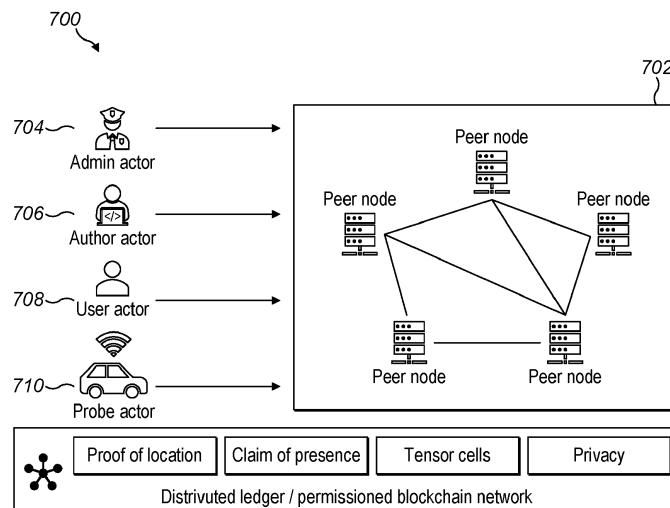 700
702
704
Admin actor
706
Author actor
708
User actor
710
Probe actor
Peer node
Peer node
Peer node
Peer node
Peer node
</>
Proof of location
Claim of presence
Tensor cells
Privacy
Distrivuted ledger / permissioned blockchain network